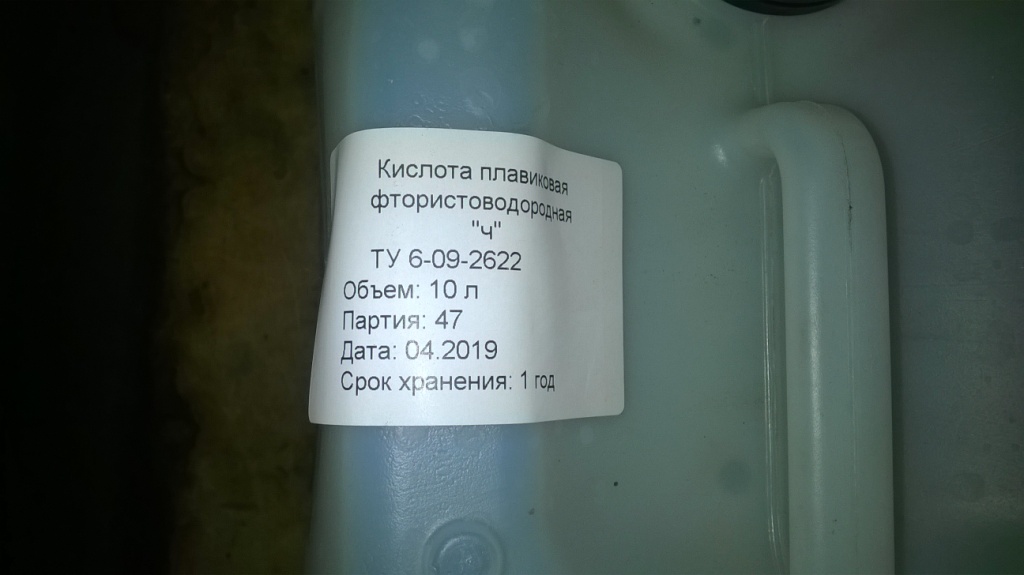 Кислота плавиковая
фтористоводородная
"ч"
ТУ 6-09-2622
Объем: 10 л
Партия: 47
Дата: 04.2019
Срок хранения: 1 год